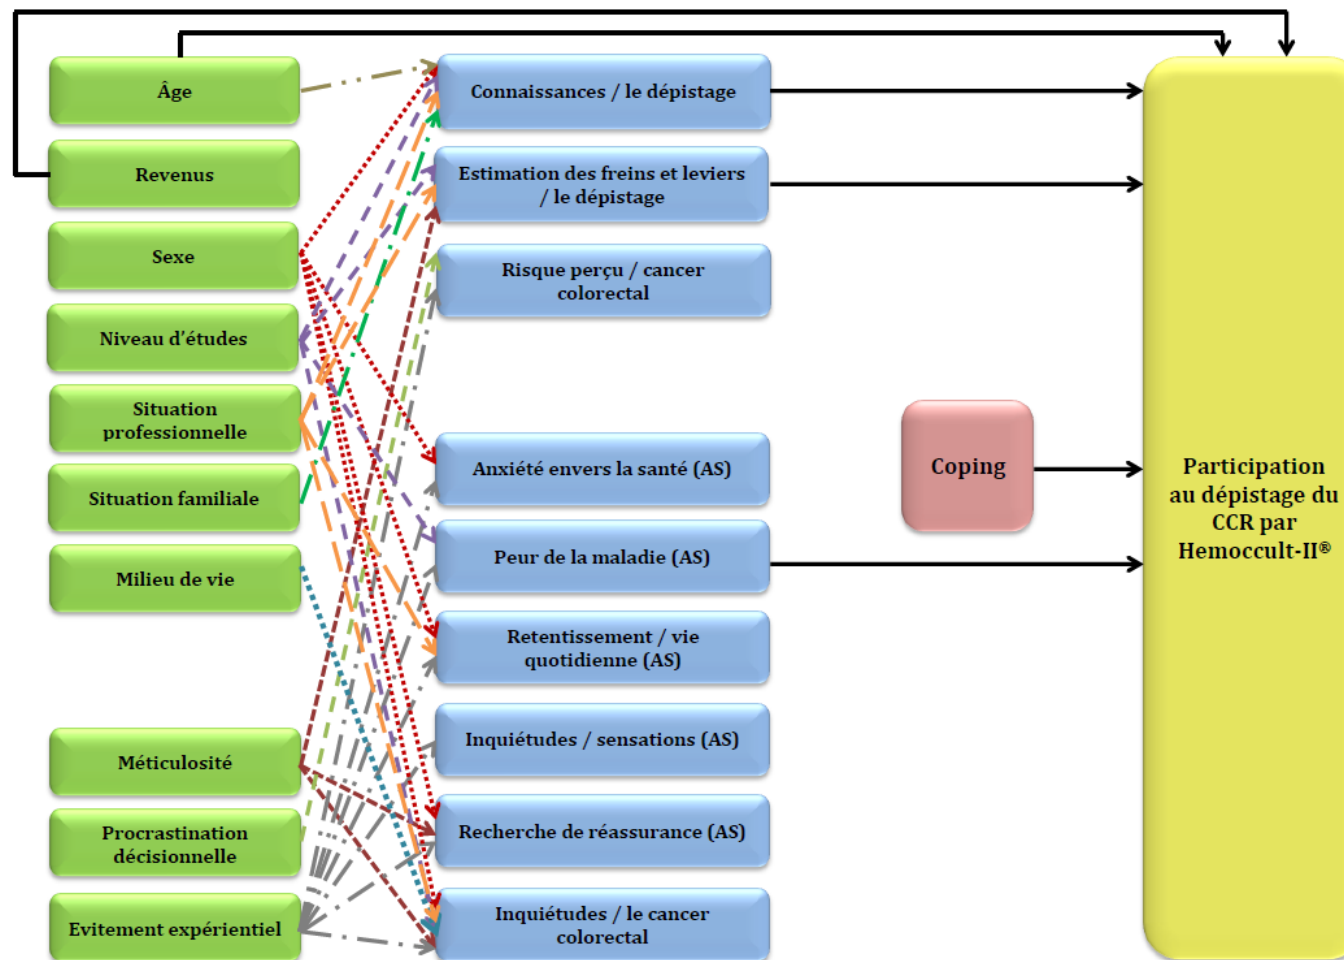 Âge
Revenus
Sexe
Niveau d'études
Situation
professionnelle
Situation familiale
Milieu de vie
Méticulosité
Procrastination
décisionnelle
Evitement expérientiel
Connaissances / le dépistage
Estimation des freins et leviers
/ le dépistage
Risque perçu / cancer
colorectal
Anxiété envers la santé (AS)
Peur de la maladie (AS)
Retentissement / vie
quotidienne (AS)
Inquiétudes / sensations (AS)
Recherche de réassurance (AS)
Inquiétudes / le cancer
colorectal
Coping
Participation
au dépistage du
CCR par
Hemoccult-II®